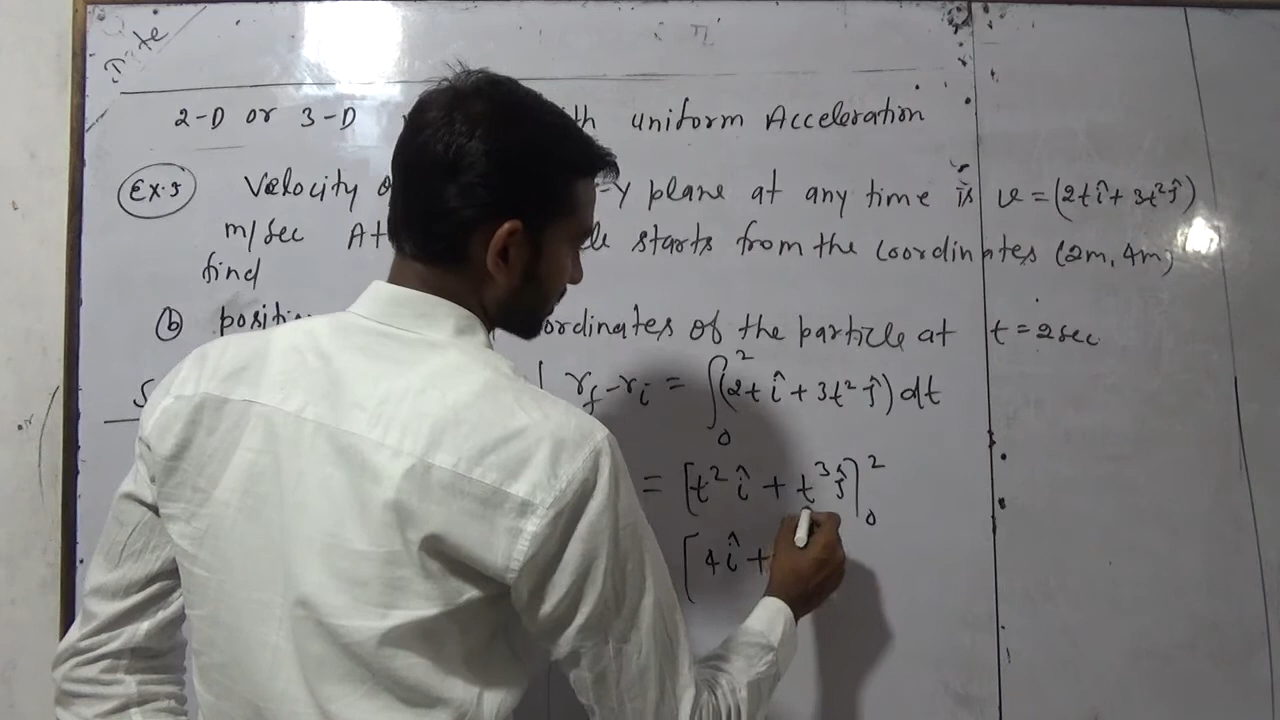 2-D or 3-D th uniform Acceleration
Ex.5 Velocity -y plane at any time is v = (2tî + 3t²ĵ)
m/sec At starts from the coordinates (2m, 4m)
find
(b) ordinates of the particle at t = 2sec
r_f - r_i = ∫₀² (2t î + 3t² ĵ) dt
= [t² î + t³ ĵ]₀²
[4î +